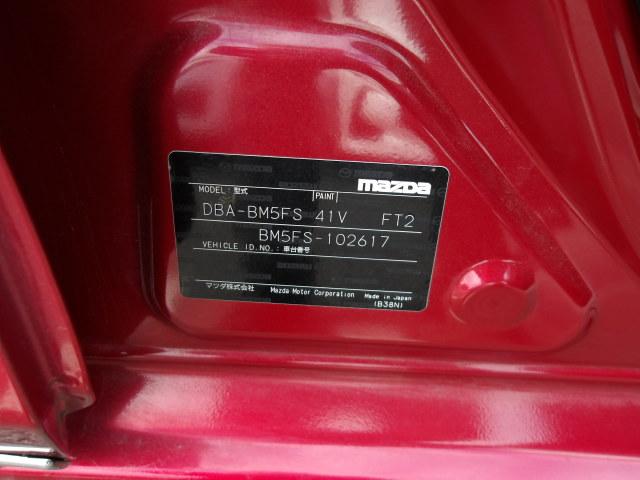 mazda
MODEL:型式 PAINT
DBA-BM5FS 41V FT2
BM5FS-102617
VEHICLE ID.NO.:車台番号
マツダ株式会社 Mazda Motor Corporation Made in Japan
(B38N)